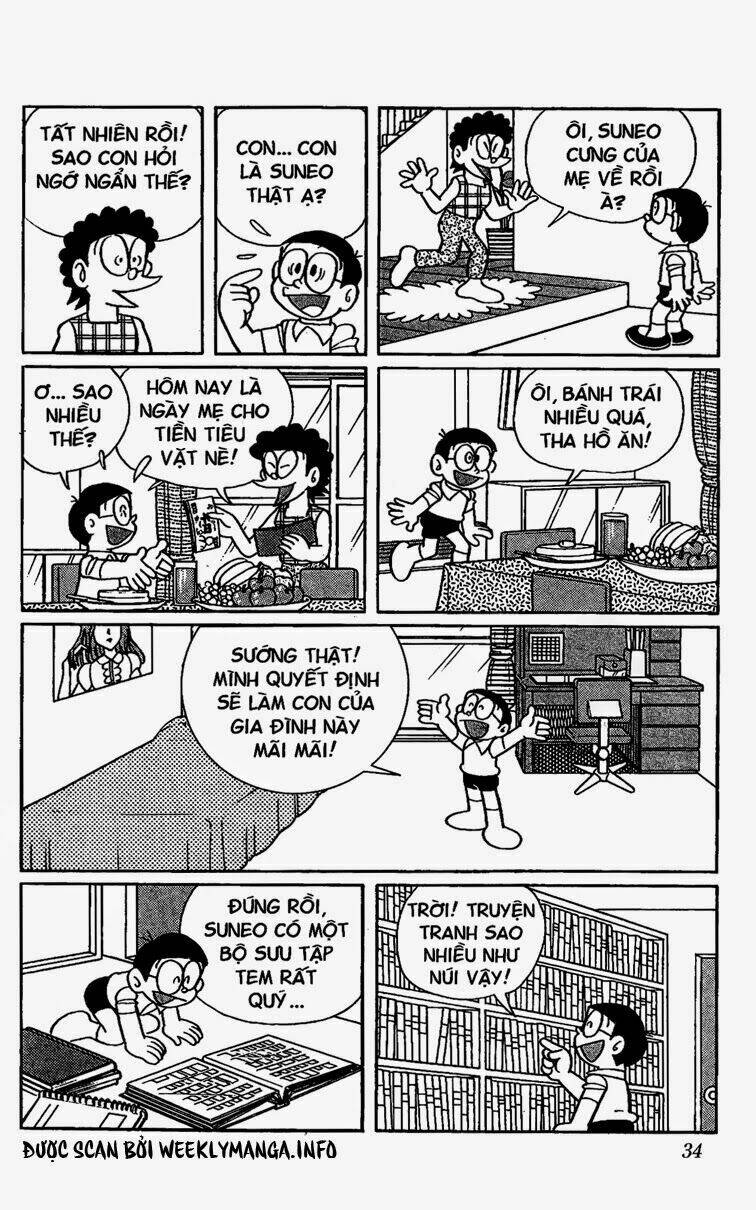 ÔI, SUNEO
CƯNG CỦA
MẸ VỀ RỒI
À?
CON... CON
LÀ SUNEO
THẬT Ạ?
TẤT NHIÊN RỒI!
SAO CON HỎI
NGỚ NGẨN THẾ?
ÔI, BÁNH TRÁI
NHIỀU QUÁ,
THA HỒ ĂN!
HÔM NAY LÀ
NGÀY MẸ CHO
TIỀN TIÊU
VẶT NÈ!
Ơ... SAO
NHIỀU
THẾ?
SƯỚNG THẬT!
MÌNH QUYẾT ĐỊNH
SẼ LÀM CON CỦA
GIA ĐÌNH NÀY
MÃI MÃI!
TRỜI! TRUYỆN
TRANH SAO
NHIỀU NHƯ
NÚI VẬY!
ĐÚNG RỒI,
SUNEO CÓ MỘT
BỘ SƯU TẬP
TEM RẤT
QUÝ...
ĐƯỢC SCAN BỞI WEEKLYMANGA.INFO
34